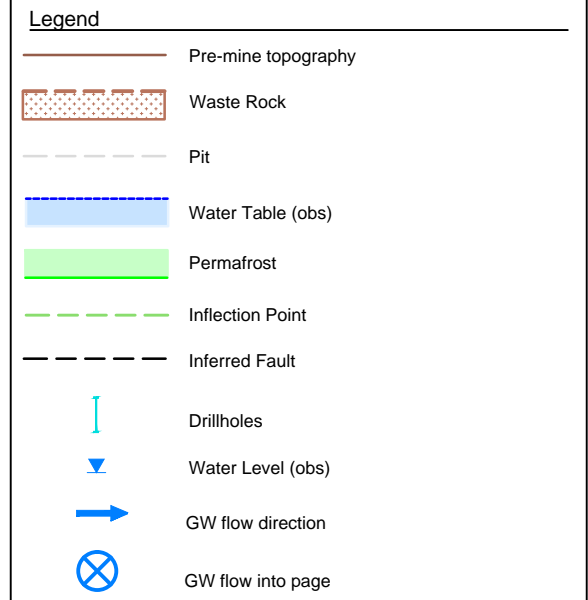 Legend
Pre-mine topography
Waste Rock
Pit
Water Table (obs)
Permafrost
Inflection Point
Inferred Fault
Drillholes
Water Level (obs)
GW flow direction
GW flow into page